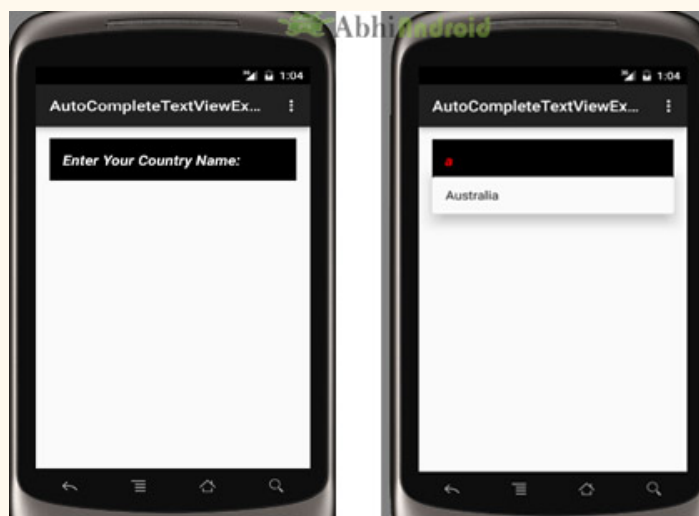 AbhiAndroid
1:04
AutoCompleteTextViewEx...
Enter Your Country Name:
1:04
AutoCompleteTextViewEx...
a
Australia